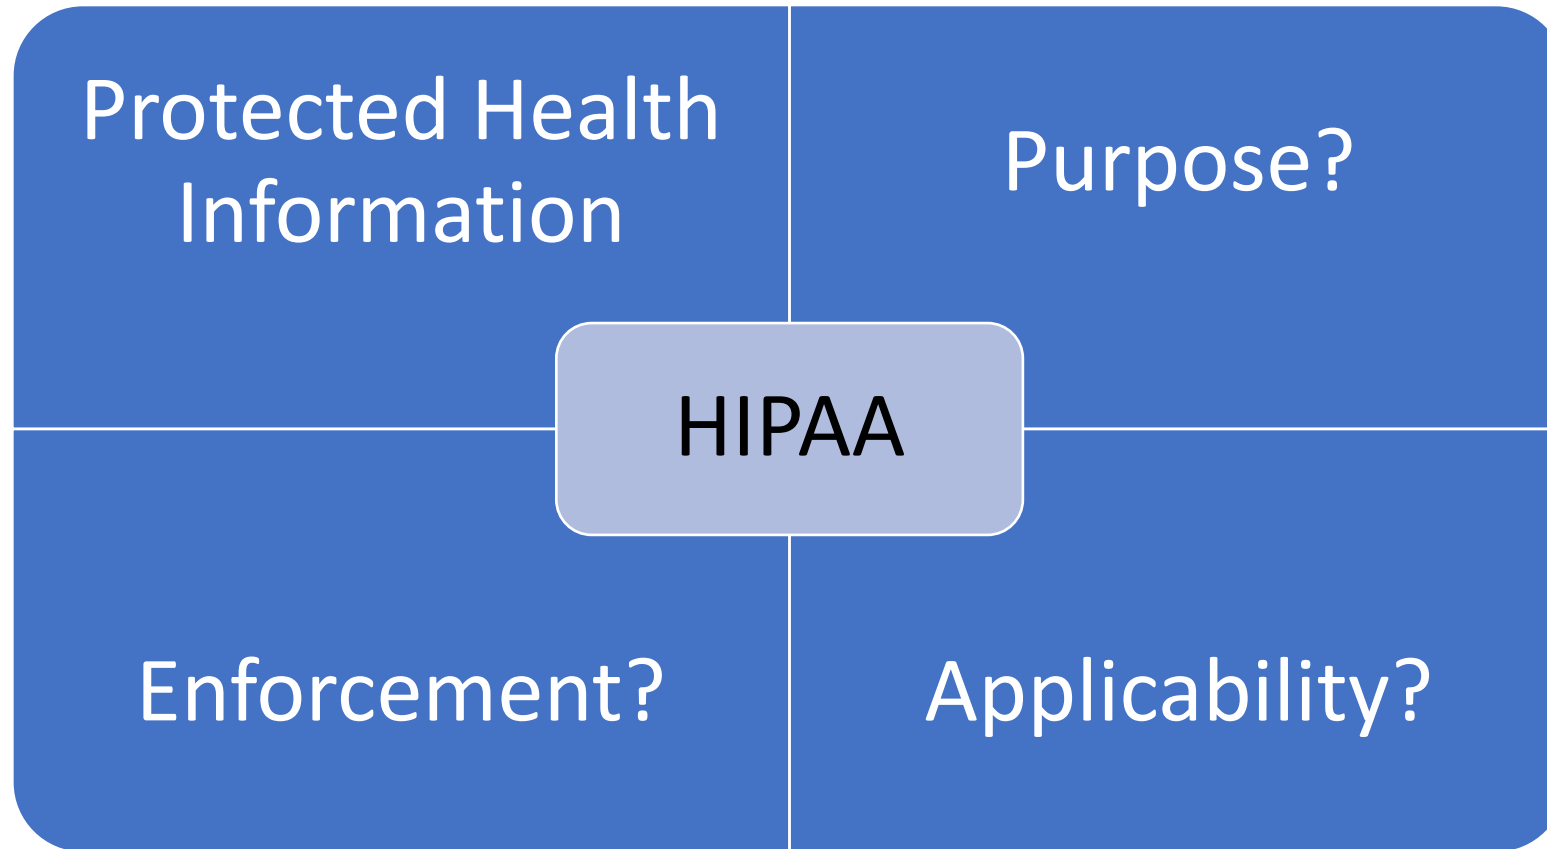 Protected Health
Information
Purpose?
HIPAA
Enforcement?
Applicability?